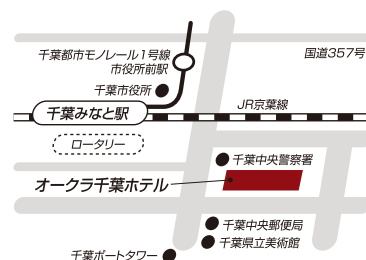 千葉都市モノレール1号線
市役所前駅
国道357号
千葉市役所
JR京葉線
千葉みなと駅
ロータリー
千葉中央警察署
オークラ千葉ホテル
千葉中央郵便局
千葉県立美術館
千葉ポートタワー